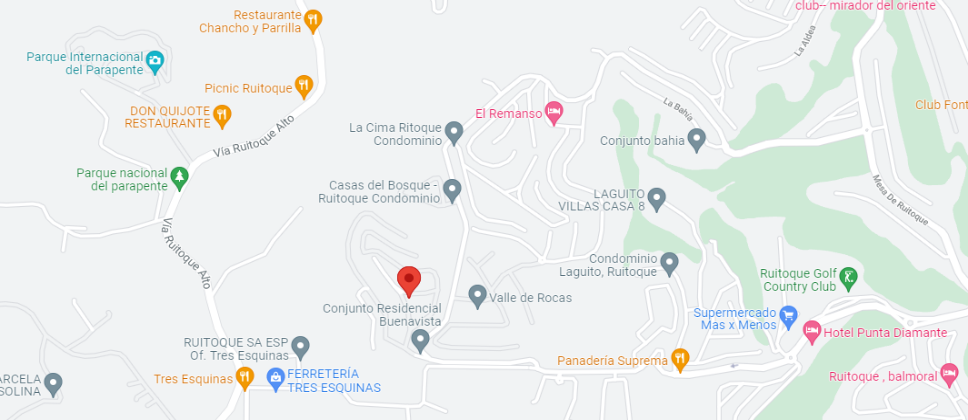 club-- mirador del oriente
Restaurante
Chancho y Parrilla
La Aldea
Parque Internacional
del Parapente
Picnic Ruitoque
DON QUIJOTE
RESTAURANTE
Club Font
El Remanso
La Bahía
La Cima Ritoque
Condominio
Vía Ruitoque Alto
Conjunto bahia
Parque nacional
del parapente
Casas del Bosque -
Ruitoque Condominio
LAGUITO
VILLAS CASA 8
Mesa De Ruitoque
Vía Ruitoque Alto
Condominio
Laguito, Ruitoque
Ruitoque Golf
Country Club
Valle de Rocas
Conjunto Residencial
Buenavista
Supermercado
Mas x Menos
Hotel Punta Diamante
RUITOQUE SA ESP
Of. Tres Esquinas
Panadería Suprema
Tres Esquinas
FERRETERÍA
TRES ESQUINAS
Ruitoque , balmoral
ARCELA
SOLINA